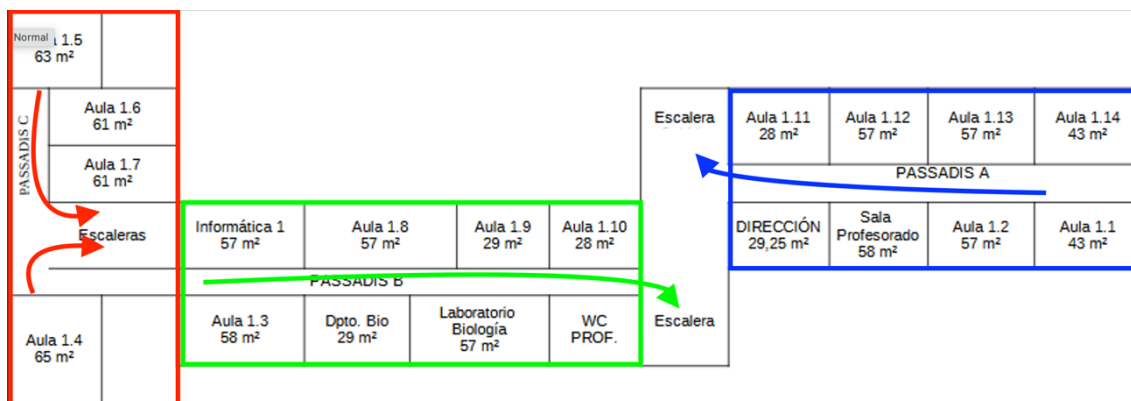 Normal
1.5
63 m²
Aula 1.6
61 m²
PASSADIS C
Aula 1.7
61 m²
Escaleras
Aula 1.4
65 m²
Informática 1
57 m²
Aula 1.8
57 m²
Aula 1.9
29 m²
Aula 1.10
28 m²
PASSADIS B
Aula 1.3
58 m²
Dpto. Bio
29 m²
Laboratorio
Biología
57 m²
WC
PROF.
Escalera
Escalera
Aula 1.11
28 m²
Aula 1.12
57 m²
Aula 1.13
57 m²
Aula 1.14
43 m²
PASSADIS A
DIRECCIÓN
29,25 m²
Sala
Profesorado
58 m²
Aula 1.2
57 m²
Aula 1.1
43 m²